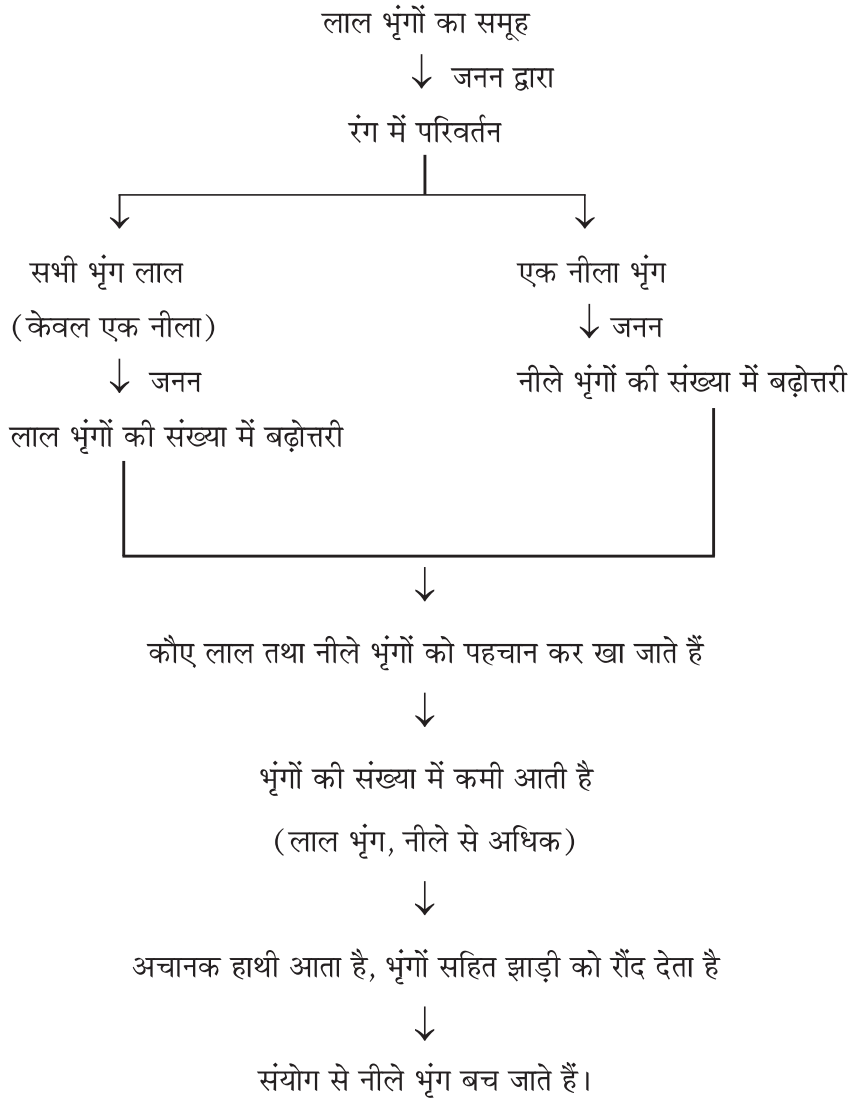 लाल भृंगों का समूह
↓ जनन द्वारा
रंग में परिवर्तन
सभी भृंग लाल
(केवल एक नीला)
↓ जनन
लाल भृंगों की संख्या में बढ़ोत्तरी
एक नीला भृंग
↓ जनन
नीले भृंगों की संख्या में बढ़ोत्तरी
↓
कौए लाल तथा नीले भृंगों को पहचान कर खा जाते हैं
↓
भृंगों की संख्या में कमी आती है
(लाल भृंग, नीले से अधिक)
↓
अचानक हाथी आता है, भृंगों सहित झाड़ी को रौंद देता है
↓
संयोग से नीले भृंग बच जाते हैं।